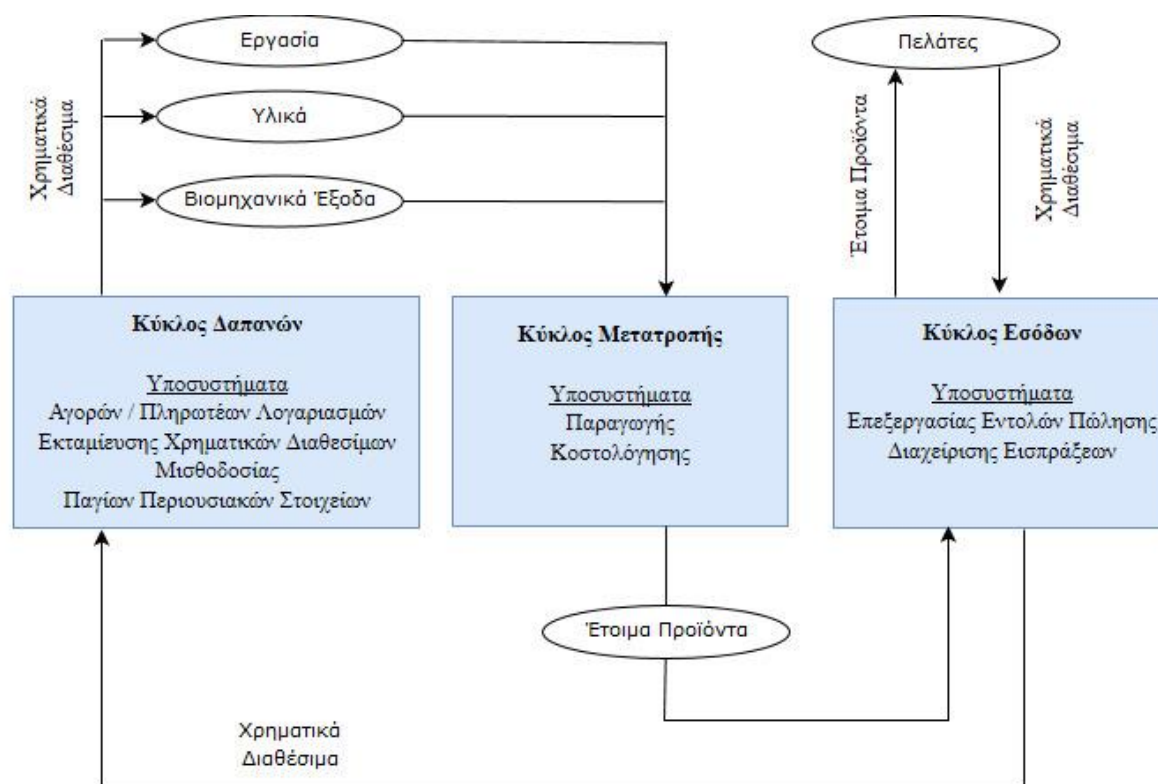 Εργασία
Υλικά
Βιομηχανικά Έξοδα
Χρηματικά
Διαθέσιμα
Πελάτες
Έτοιμα Προϊόντα
Χρηματικά
Διαθέσιμα
Κύκλος Δαπανών
Υποσυστήματα
Αγορών / Πληρωτέων Λογαριασμών
Εκταμίευσης Χρηματικών Διαθεσίμων
Μισθοδοσίας
Παγίων Περιουσιακών Στοιχείων
Κύκλος Μετατροπής
Υποσυστήματα
Παραγωγής
Κοστολόγησης
Κύκλος Εσόδων
Υποσυστήματα
Επεξεργασίας Εντολών Πώλησης
Διαχείρισης Εισπράξεων
Έτοιμα Προϊόντα
Χρηματικά
Διαθέσιμα